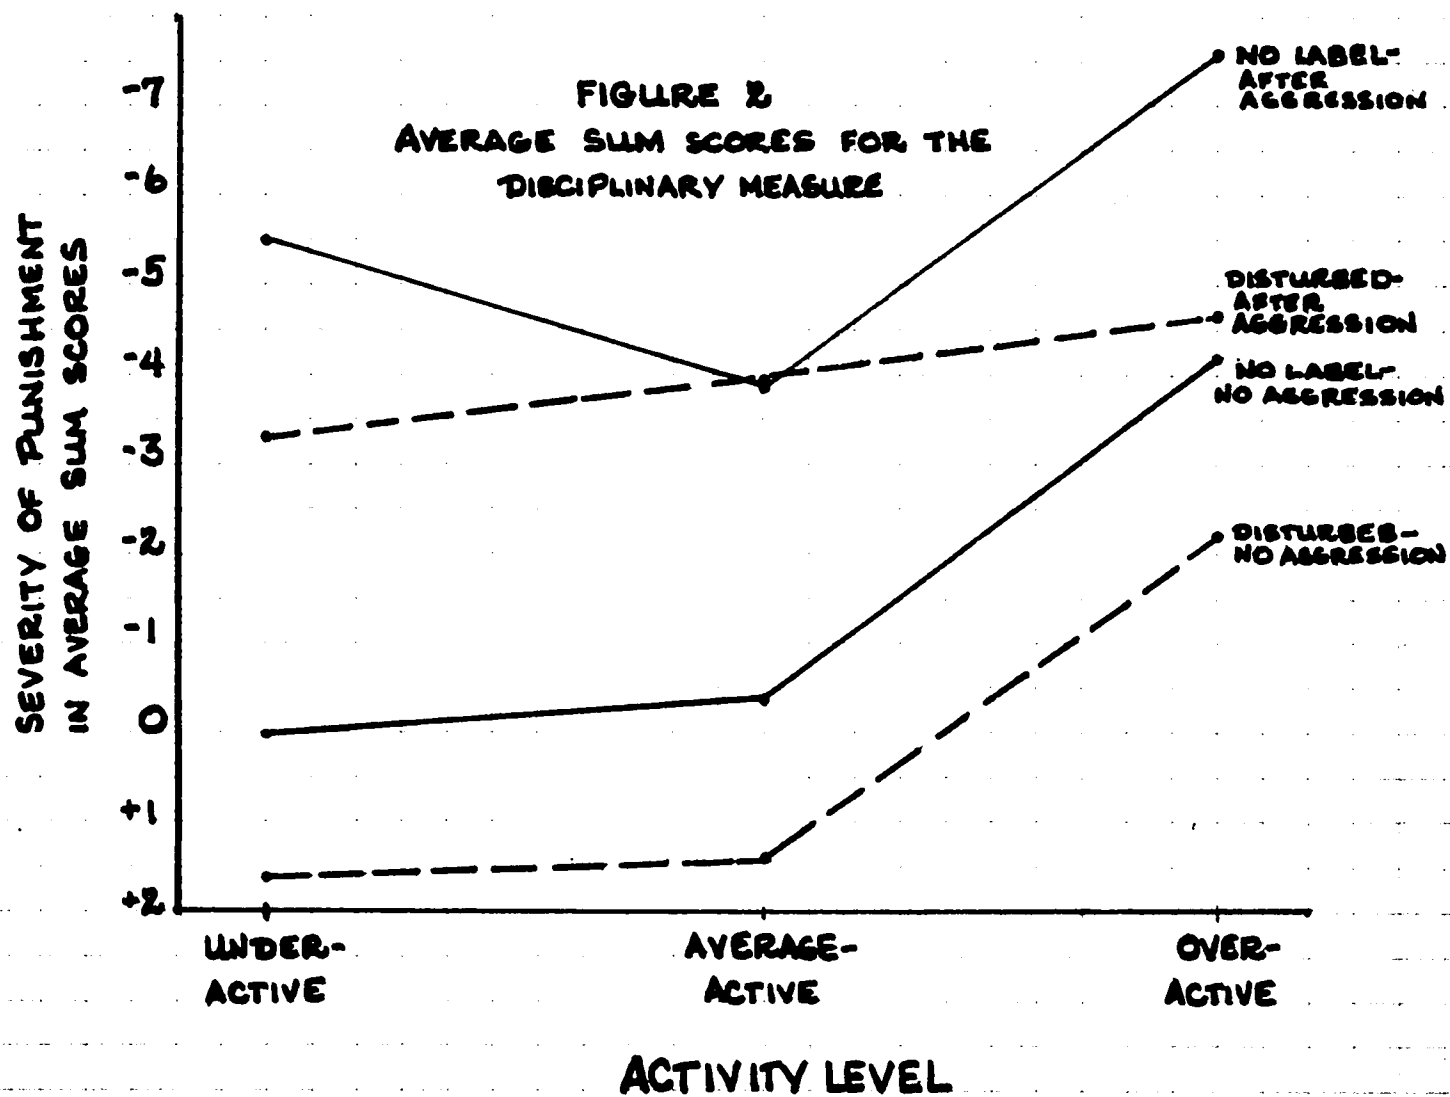 FIGURE 2
AVERAGE SUM SCORES FOR THE
DISCIPLINARY MEASURE
SEVERITY OF PUNISHMENT
IN AVERAGE SUM SCORES
-7
-6
-5
-4
-3
-2
-1
0
+1
+2
NO LABEL-
AFTER
AGGRESSION
DISTURBED-
AFTER
AGGRESSION
NO LABEL-
NO AGGRESSION
DISTURBED-
NO AGGRESSION
UNDER-
ACTIVE
AVERAGE-
ACTIVE
OVER-
ACTIVE
ACTIVITY LEVEL